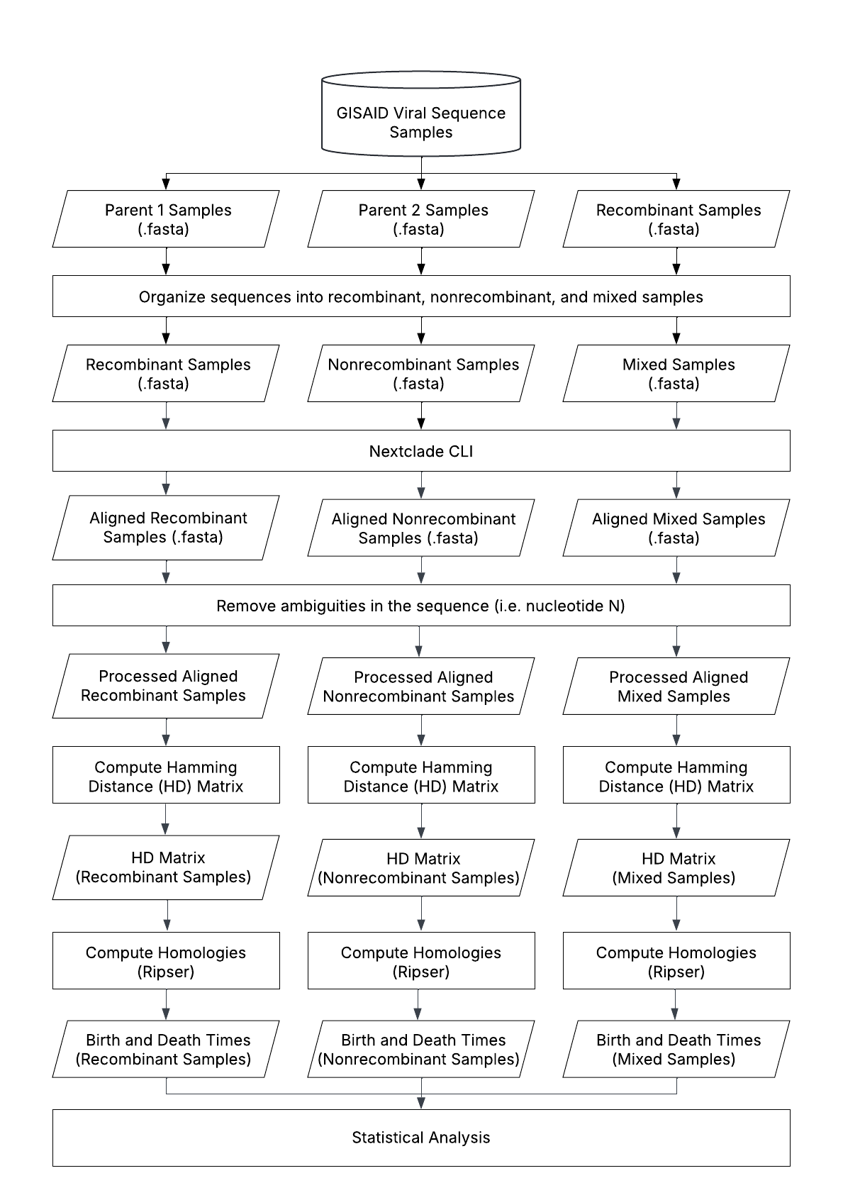 GISAID Viral Sequence
Samples
Parent 1 Samples
(.fasta)
Parent 2 Samples
(.fasta)
Recombinant Samples
(.fasta)
Organize sequences into recombinant, nonrecombinant, and mixed samples
Recombinant Samples
(.fasta)
Nonrecombinant Samples
(.fasta)
Mixed Samples
(.fasta)
Nextclade CLI
Aligned Recombinant
Samples (.fasta)
Aligned Nonrecombinant
Samples (.fasta)
Aligned Mixed Samples
(.fasta)
Remove ambiguities in the sequence (i.e. nucleotide N)
Processed Aligned
Recombinant Samples
Processed Aligned
Nonrecombinant Samples
Processed Aligned
Mixed Samples
Compute Hamming
Distance (HD) Matrix
Compute Hamming
Distance (HD) Matrix
Compute Hamming
Distance (HD) Matrix
HD Matrix
(Recombinant Samples)
HD Matrix
(Nonrecombinant Samples)
HD Matrix
(Mixed Samples)
Compute Homologies
(Ripser)
Compute Homologies
(Ripser)
Compute Homologies
(Ripser)
Birth and Death Times
(Recombinant Samples)
Birth and Death Times
(Nonrecombinant Samples)
Birth and Death Times
(Mixed Samples)
Statistical Analysis